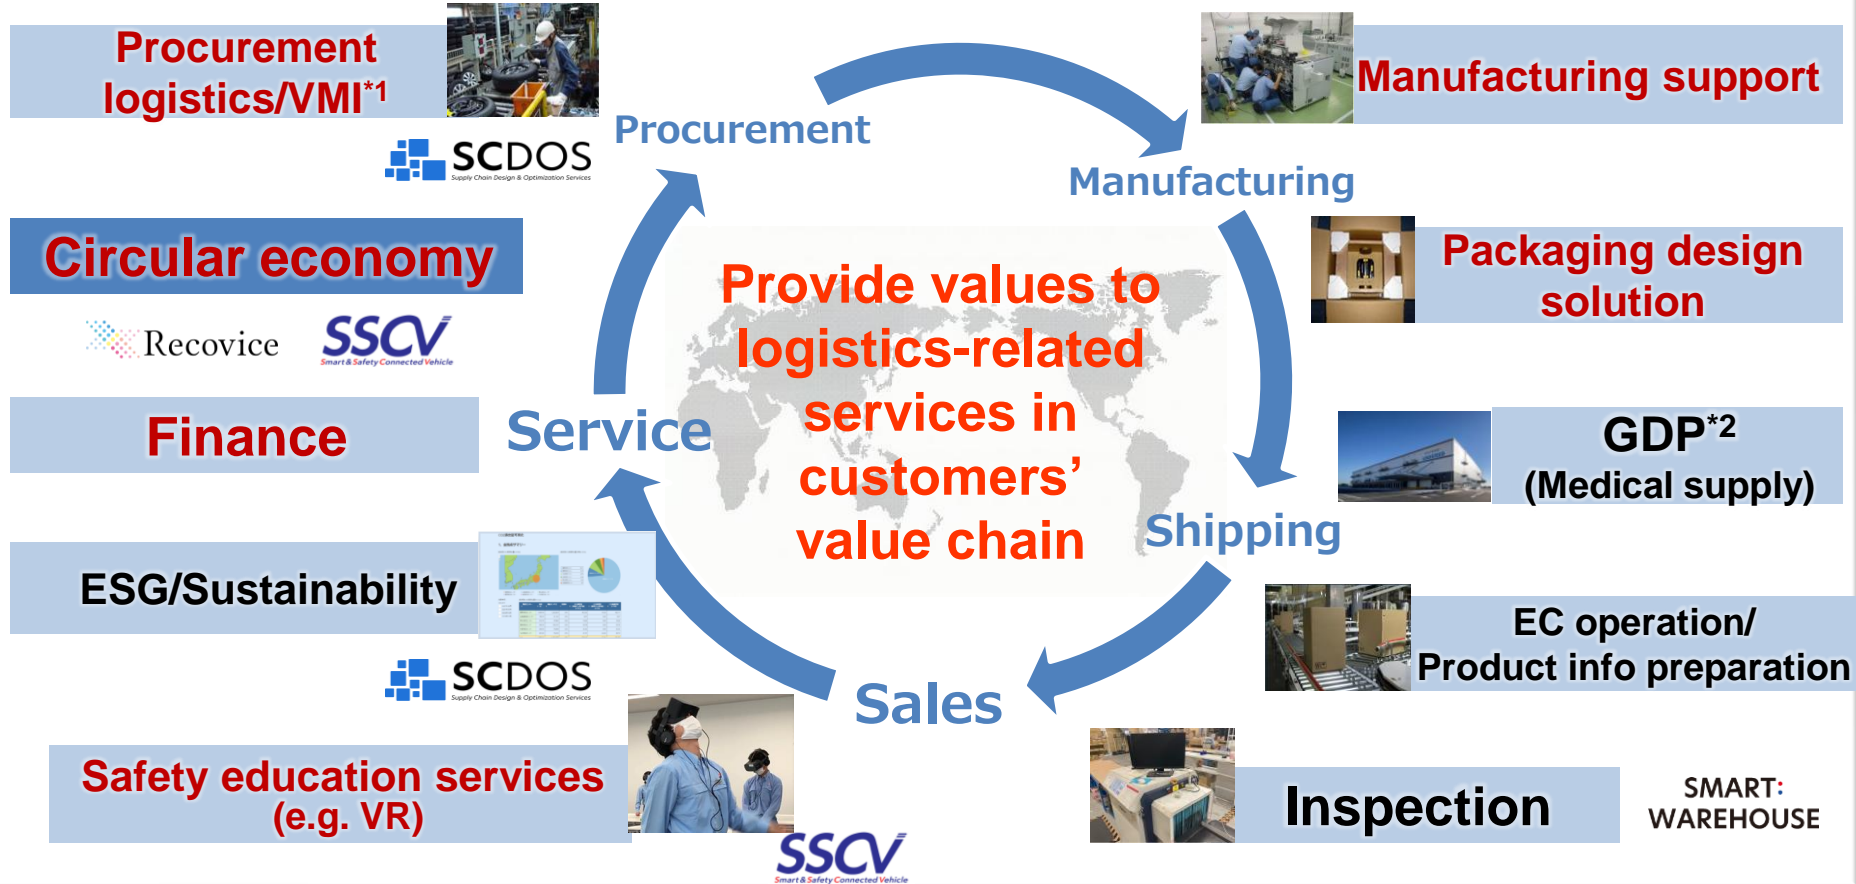 Procurement
logistics/VMI*1
SCDOS
Supply Chain Design & Optimization Services
Procurement
Manufacturing support
Manufacturing
Circular economy
Recovice
SSCV
Smart & Safety Connected Vehicle
Packaging design
solution
Provide values to
logistics-related
services in
customers’
value chain
Finance
Service
GDP*2
(Medical supply)
Shipping
ESG/Sustainability
SCDOS
Supply Chain Design & Optimization Services
EC operation/
Product info preparation
Sales
Safety education services
(e.g. VR)
SSCV
Smart & Safety Connected Vehicle
Inspection
SMART:
WAREHOUSE